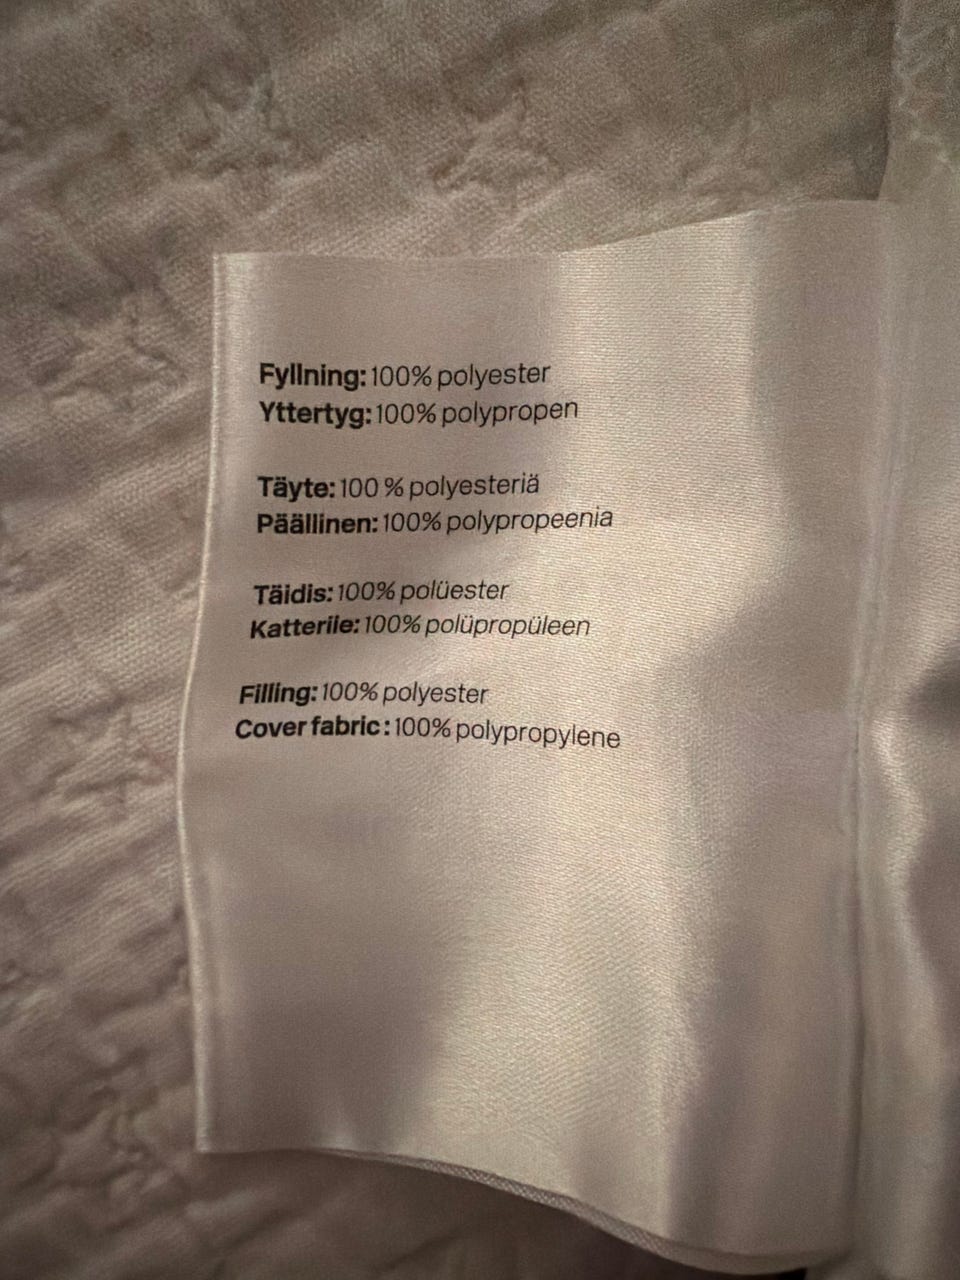 Fyllning: 100% polyester
Yttertyg: 100% polypropen
Täyte: 100 % polyesteriä
Päällinen: 100% polypropeenia
Täidis: 100% polüester
Katteriie: 100% polüpropüleen
Filling: 100% polyester
Cover fabric: 100% polypropylene